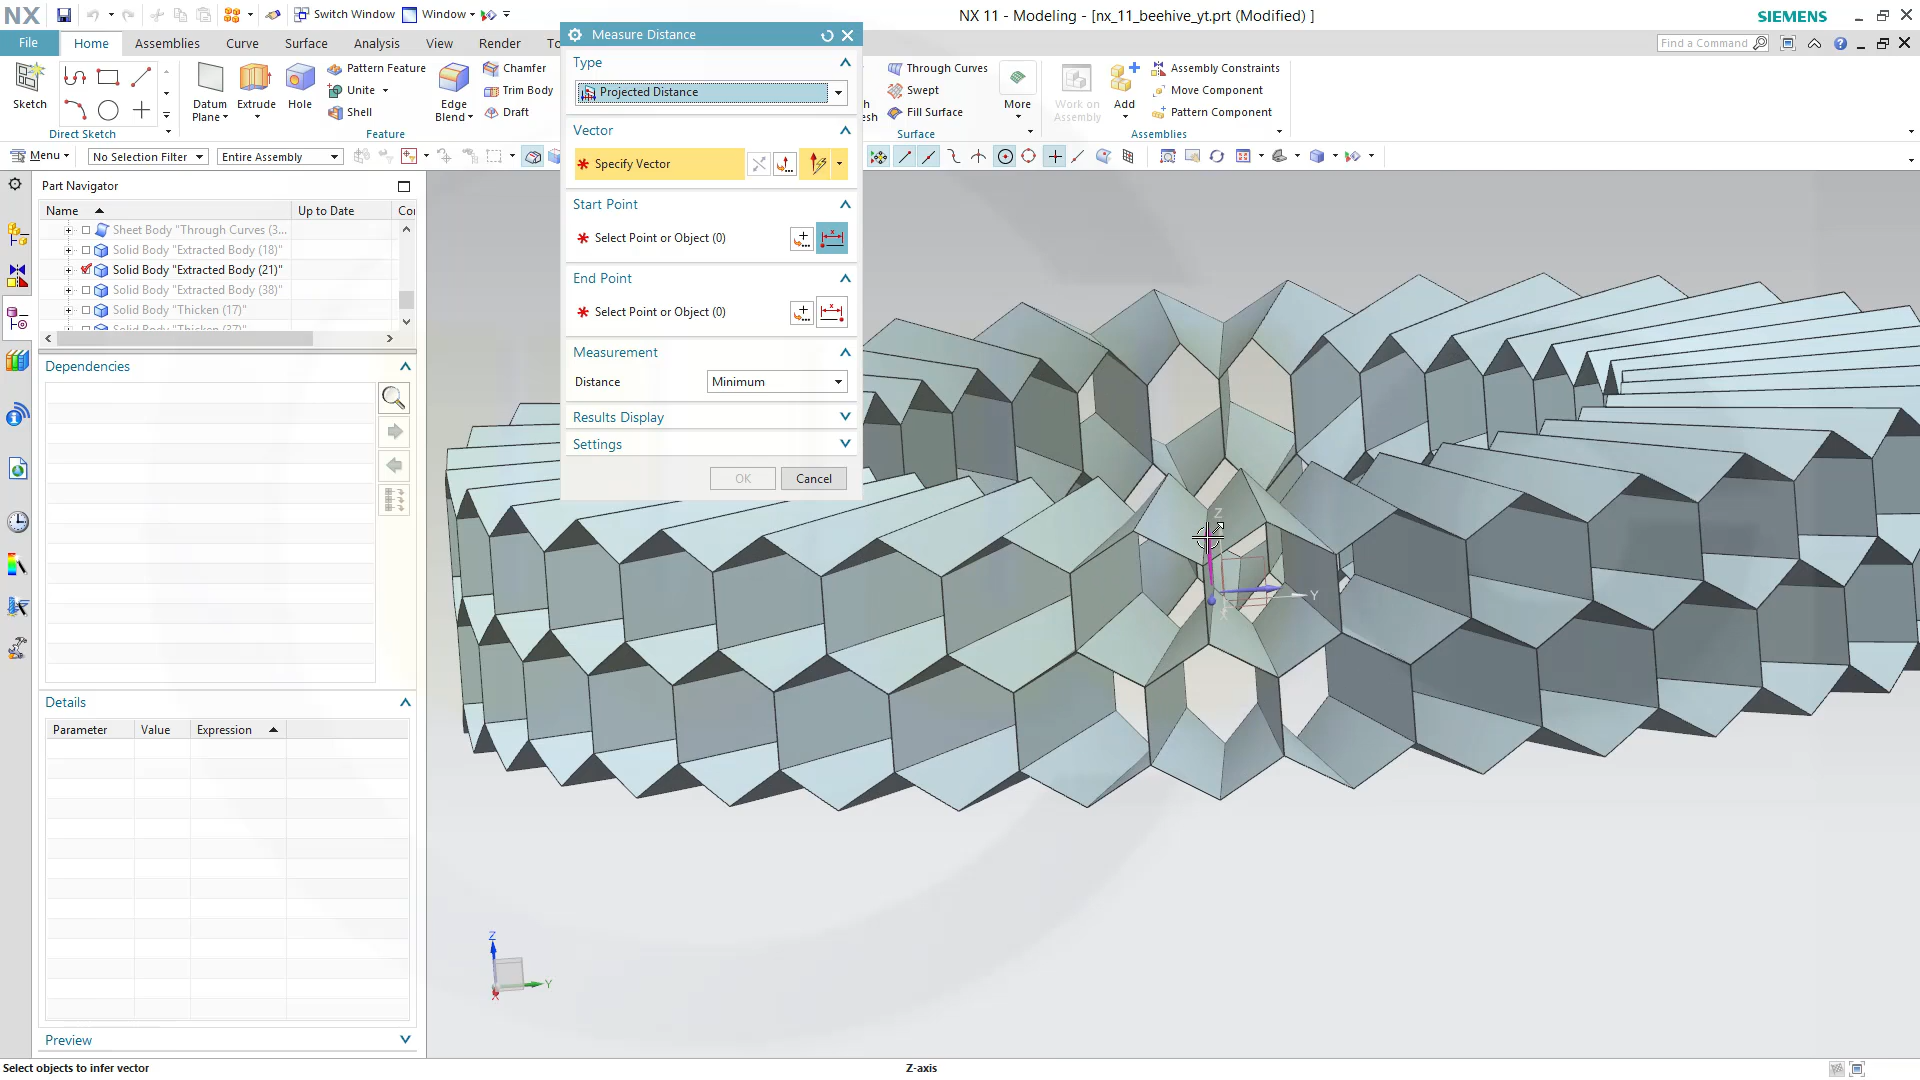 NX
Switch Window
Window
NX 11 - Modeling - [nx_11_beehive_yt.prt (Modified) ]
SIEMENS
File
Home
Assemblies
Curve
Surface
Analysis
View
Render
To
Find a Command
Sketch
Direct Sketch
Datum Plane
Extrude
Hole
Pattern Feature
Unite
Shell
Edge Blend
Chamfer
Trim Body
Draft
Feature
Through Curves
Swept
Fill Surface
More
Surface
Work on Assembly
Add
Assembly Constraints
Move Component
Pattern Component
Assemblies
Menu
No Selection Filter
Entire Assembly
Measure Distance
Type
Projected Distance
Vector
Specify Vector
Start Point
Select Point or Object (0)
End Point
Select Point or Object (0)
Measurement
Distance
Minimum
Results Display
Settings
OK
Cancel
Part Navigator
Name
Up to Date
Co
Sheet Body "Through Curves (3...
Solid Body "Extracted Body (18)"
Solid Body "Extracted Body (21)"
Solid Body "Extracted Body (38)"
Solid Body "Thicken (17)"
Solid Body "Thicken (37)"
Dependencies
Details
Parameter
Value
Expression
Preview
Z
Y
X
Z
Y
X
Select objects to infer vector
Z-axis